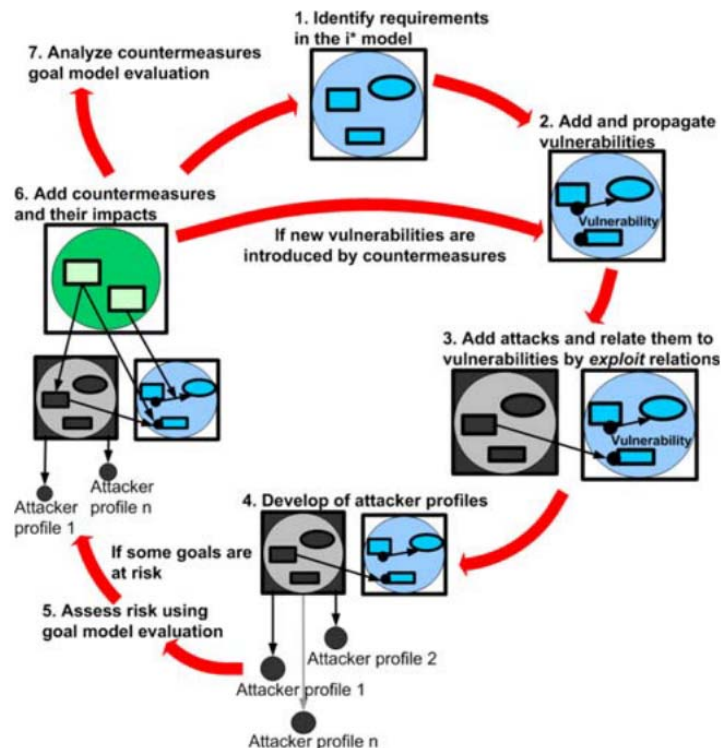 1. Identify requirements
in the i* model
7. Analyze countermeasures
goal model evaluation
2. Add and propagate
vulnerabilities
Vulnerability
6. Add countermeasures
and their impacts
If new vulnerabilities are
introduced by countermeasures
3. Add attacks and relate them to
vulnerabilities by exploit relations
Vulnerability
Attacker
profile 1
Attacker
profile n
4. Develop of attacker profiles
If some goals are
at risk
5. Assess risk using
goal model evaluation
Attacker profile 2
Attacker profile 1
Attacker profile n